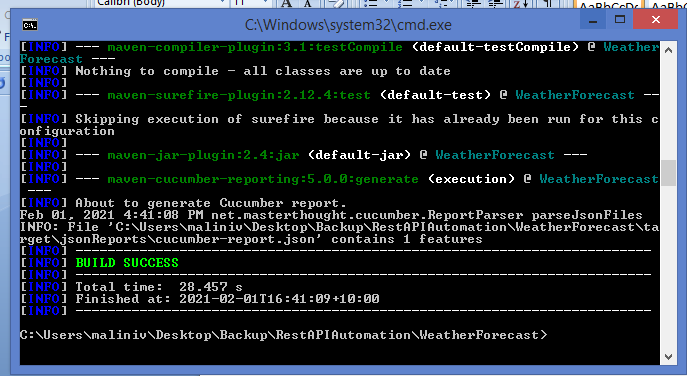 Calibri (Body)
AaBbCcDd
C:\Windows\system32\cmd.exe
[INFO] --- maven-compiler-plugin:3.1:testCompile (default-testCompile) @ Weather
Forecast ---
[INFO] Nothing to compile - all classes are up to date
[INFO]
[INFO] --- maven-surefire-plugin:2.12.4:test (default-test) @ WeatherForecast --
-
[INFO] Skipping execution of surefire because it has already been run for this c
onfiguration
[INFO]
[INFO] --- maven-jar-plugin:2.4:jar (default-jar) @ WeatherForecast ---
[INFO]
[INFO] --- maven-cucumber-reporting:5.0.0:generate (execution) @ WeatherForecast
---
[INFO] About to generate Cucumber report.
Feb 01, 2021 4:41:08 PM net.masterthought.cucumber.ReportParser parseJsonFiles
INFO: File 'C:\Users\maliniv\Desktop\Backup\RestAPIAutomation\WeatherForecast\ta
rget\jsonReports\cucumber-report.json' contains 1 features
[INFO] ------------------------------------------------------------------------
[INFO] BUILD SUCCESS
[INFO] ------------------------------------------------------------------------
[INFO] Total time:  28.457 s
[INFO] Finished at: 2021-02-01T16:41:09+10:00
[INFO] ------------------------------------------------------------------------
C:\Users\maliniv\Desktop\Backup\RestAPIAutomation\WeatherForecast>